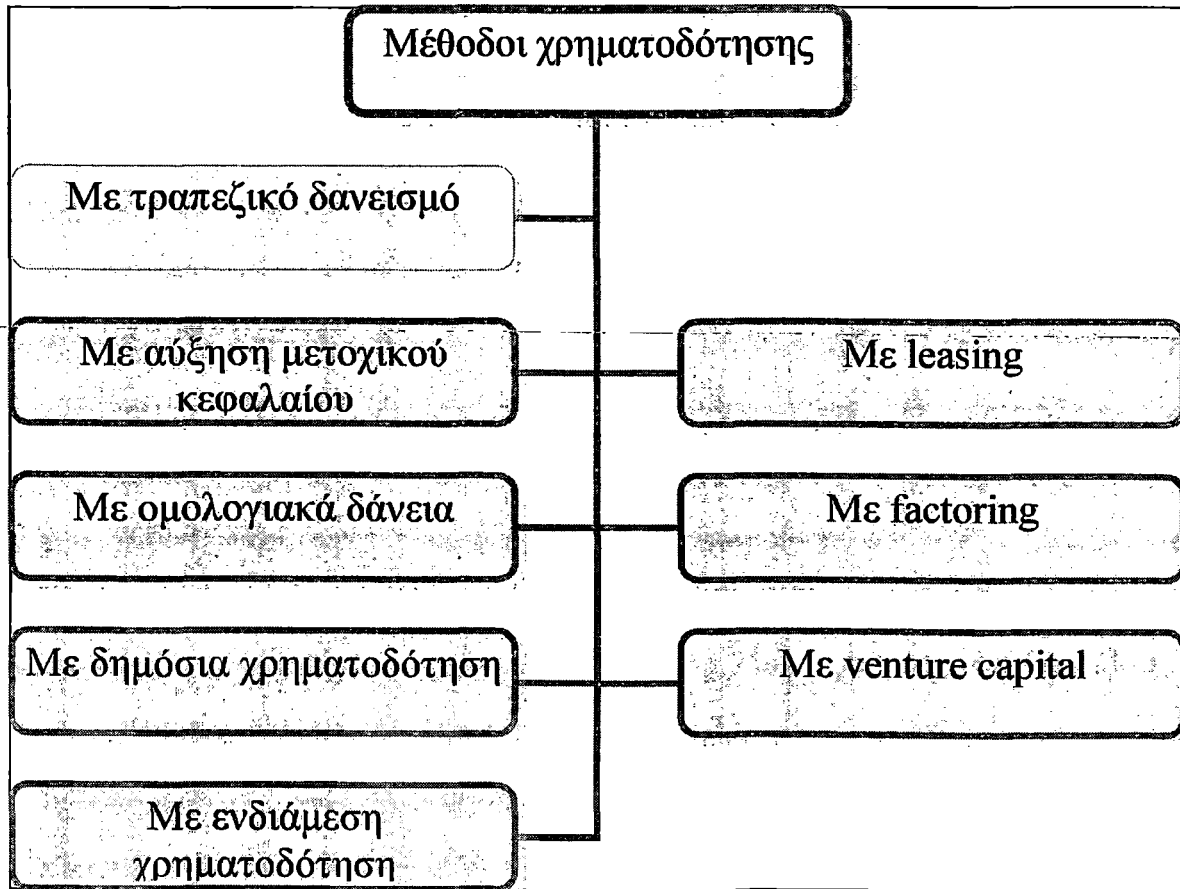 Μέθοδοι χρηματοδότησης
Με τραπεζικό δανεισμό
Με αύξηση μετοχικού
κεφαλαίου
Με leasing
Με ομολογιακά δάνεια
Με factoring
Με δημόσια χρηματοδότηση
Με venture capital
Με ενδιάμεση
χρηματοδότηση